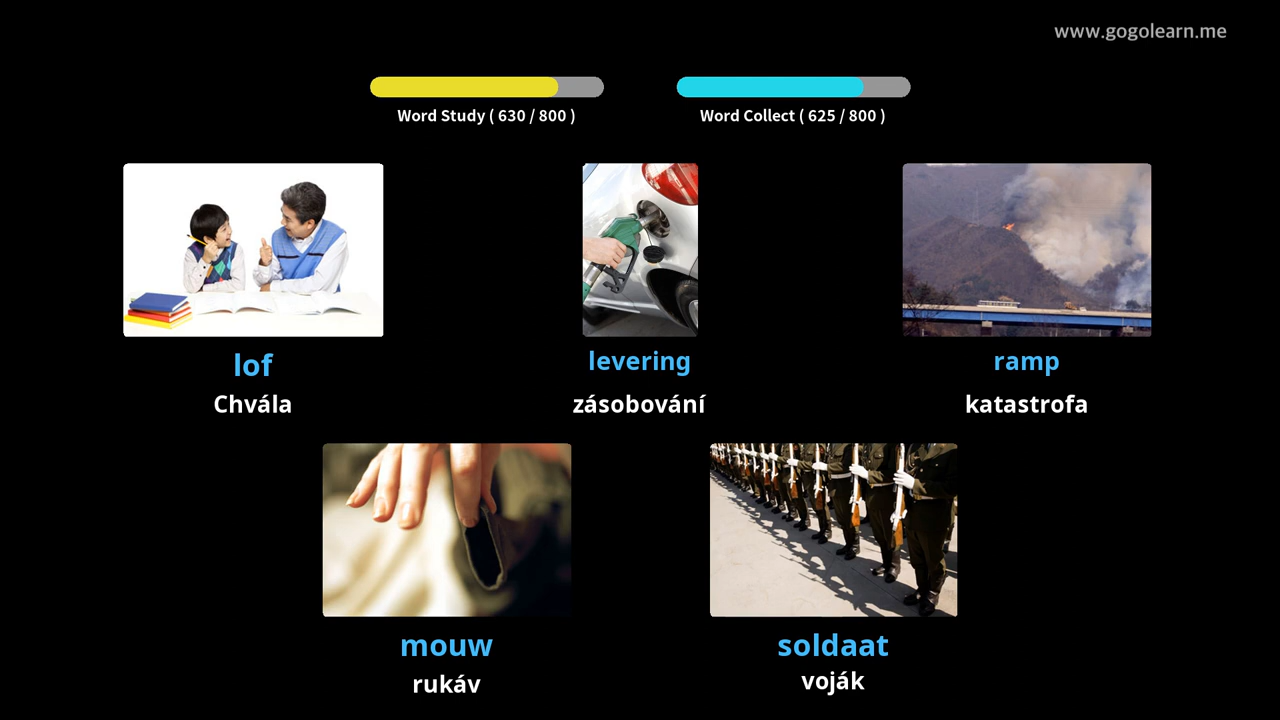 www.gogolearn.me
Word Study ( 630 / 800 )
Word Collect ( 625 / 800 )
lof
Chvála
levering
zásobování
ramp
katastrofa
mouw
rukáv
soldaat
voják